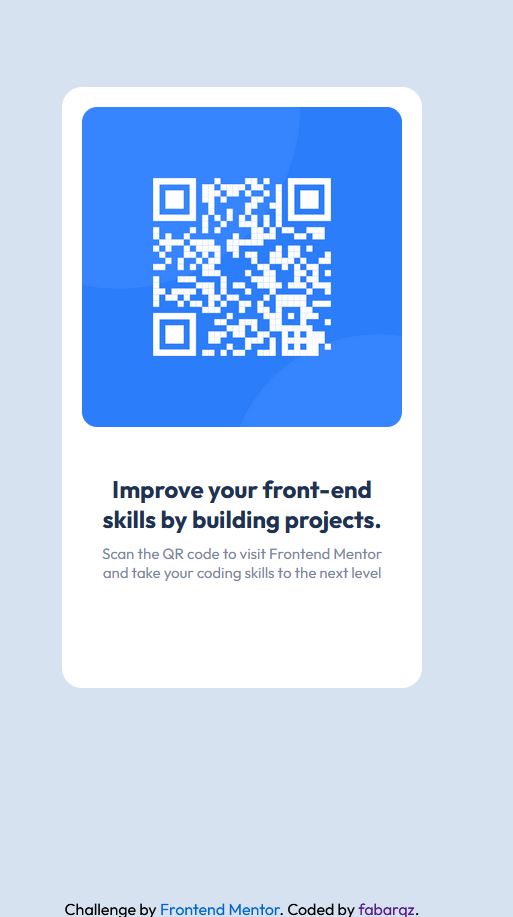 Improve your front-end
skills by building projects.
Scan the QR code to visit Frontend Mentor
and take your coding skills to the next level
Challenge by Frontend Mentor. Coded by fabarqz.